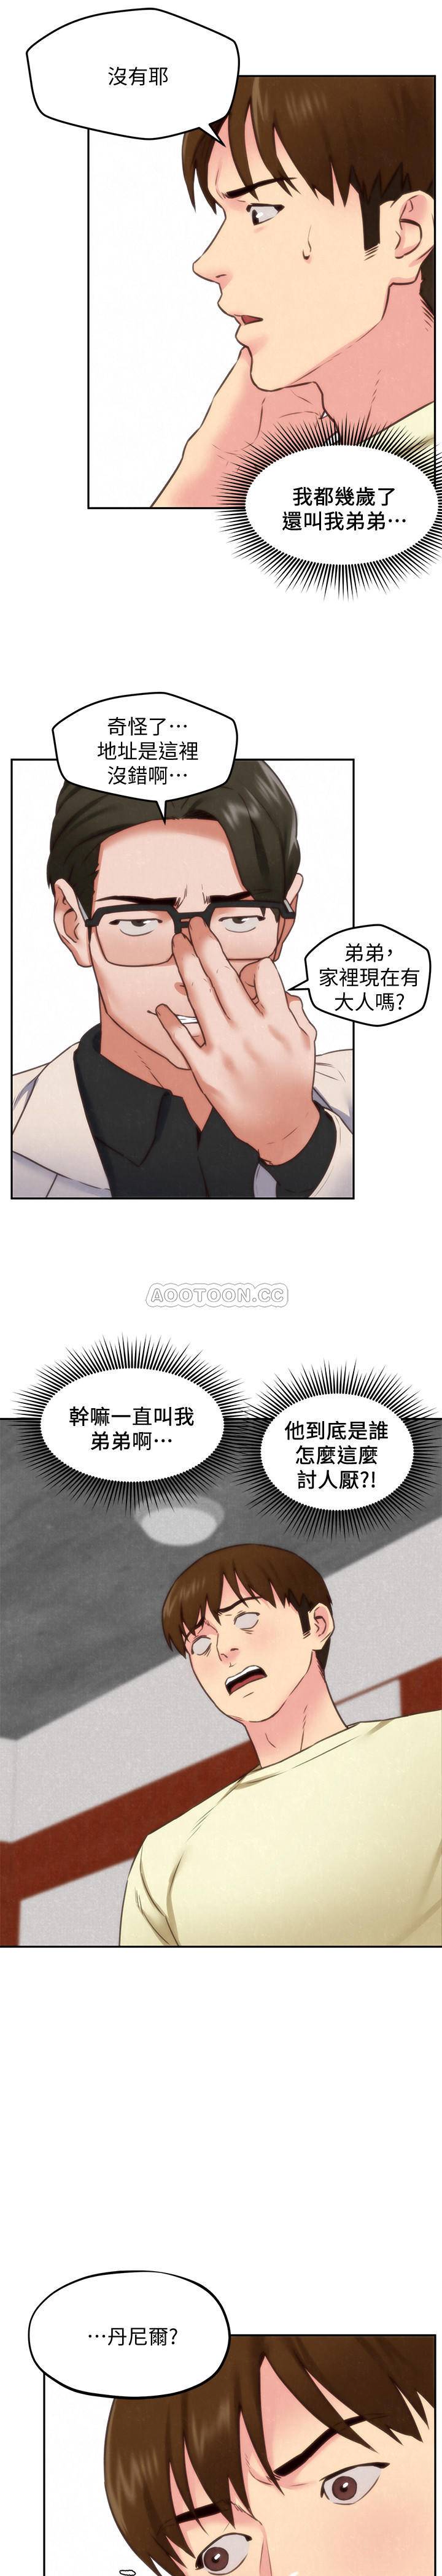 沒有耶
我都幾歲了
還叫我弟弟…
奇怪了…
地址是這裡
沒錯啊…
弟弟，
家裡現在有
大人嗎？
AOOTOON.CC
幹嘛一直叫我
弟弟啊…
他到底是誰
怎麼這麼
討人厭?!
…丹尼爾?